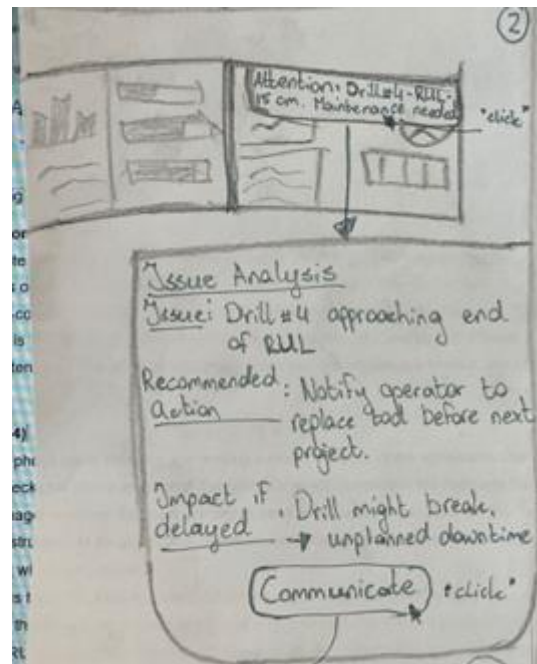 2
Attention: Drill#4-RUL:
15 cm. Maintenance needed
"click"
Issue Analysis
Issue: Drill #4 approaching end
of RUL
Recommended : Notify operator to
action replace tool before next
project.
Impact if
delayed : Drill might break,
→ unplanned downtime
Communicate "click"